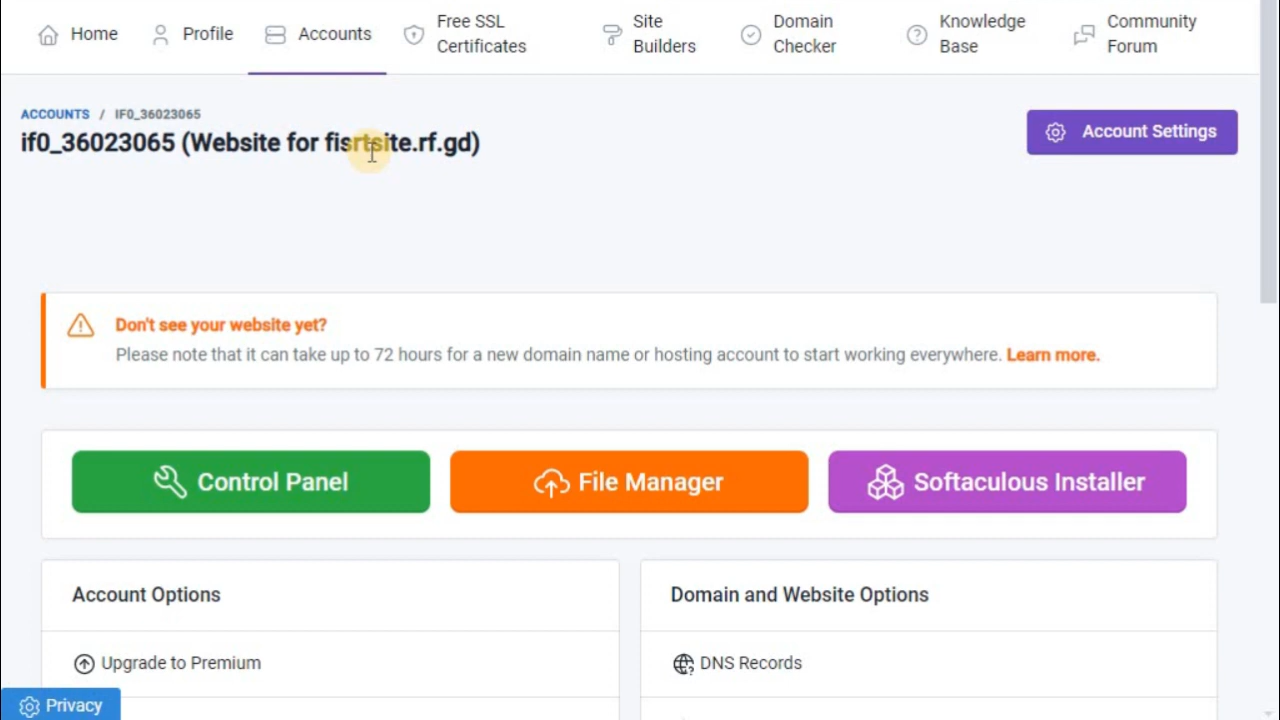 Home
Profile
Accounts
Free SSL
Certificates
Site
Builders
Domain
Checker
Knowledge
Base
Community
Forum
ACCOUNTS / IF0_36023065
if0_36023065 (Website for fisrtsite.rf.gd)
Account Settings
Don't see your website yet?
Please note that it can take up to 72 hours for a new domain name or hosting account to start working everywhere. Learn more.
Control Panel
File Manager
Softaculous Installer
Account Options
Domain and Website Options
Upgrade to Premium
DNS Records
Privacy